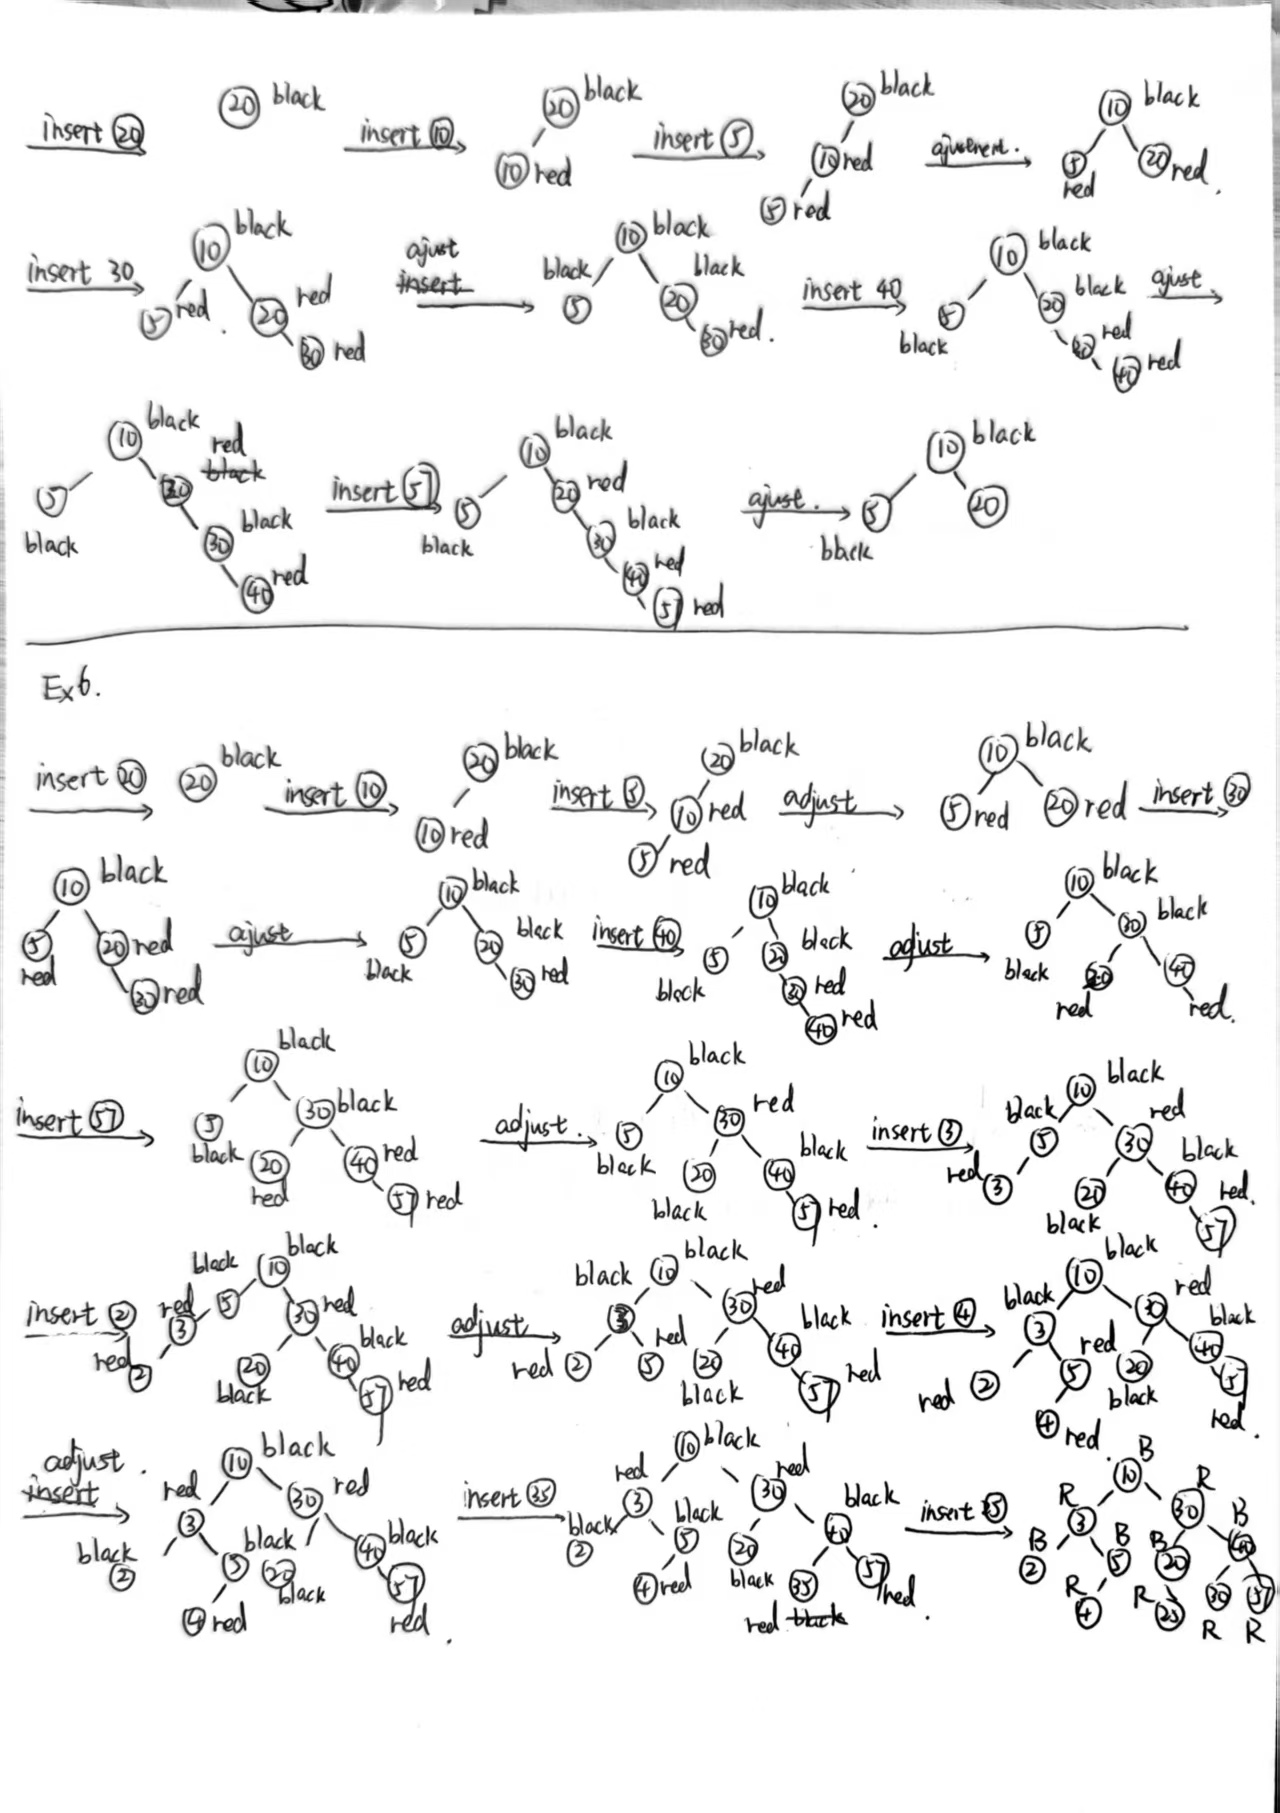 insert 20 20 black insert 10 20 black insert 5 20 black ajustment. 10 black
10 red 10 red 5 red 20 red.
5 red
insert 30 10 black ajust insert 10 black insert 40 10 black ajust.
5 red. 20 red black 5 20 black 5 black 20 black
30 red 30 red. 30 red
40 red
10 black insert 57 10 black ajust. 10 black
5 black 20 red black 5 black 20 red 5 black 20
30 black 30 black
40 red 40 red
57 red
Ex6.
insert 20 20 black insert 10 20 black insert 5 20 black adjust 10 black insert 30
10 red 10 red 5 red 20 red
5 red
10 black ajust 10 black insert 40 10 black adjust 10 black
5 red 20 red 5 black 20 black 5 black 20 black 5 black 30 black
30 red 30 red 30 red 20 red 40 red.
40 red
insert 57 10 black adjust. 10 black insert 3 10 black
5 black 30 black 5 black 30 red black 5 30 red
20 red 40 red 20 black 40 black red 3 20 black 40 black
57 red 57 red. 57 red.
insert 2 black 5 10 black adjust black 10 black insert 4 10 black
red 3 30 red 3 30 red black 3 30 red
red 2 20 black 40 black red 2 5 red 20 black 40 black red 2 5 red 20 black 40 black
57 red 57 red 4 red. 57 red.
adjust. insert 10 black insert 35 10 black insert 10 B
red 3 30 red red 3 30 red R 3 30 R
black 2 5 black 20 black 40 black black 2 5 black 20 black 40 black B 2 5 B B 20 40 B
4 red 57 red. 4 red 35 red black 57 red. R 4 R 25 30 R 57 R